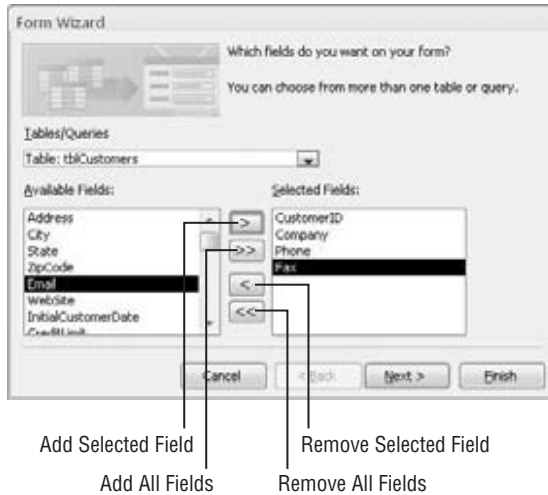 Form Wizard
Which fields do you want on your form?
You can choose from more than one table or query.
Tables/Queries
Table: tblCustomers
Available Fields:
Selected Fields:
Address
City
State
ZipCode
Email
WebSite
InitialCustomerDate
CreditLimit
>
>>
<
<<
CustomerID
Company
Phone
Fax
Cancel
< Back
Next >
Finish
Add Selected Field
Remove Selected Field
Add All Fields
Remove All Fields